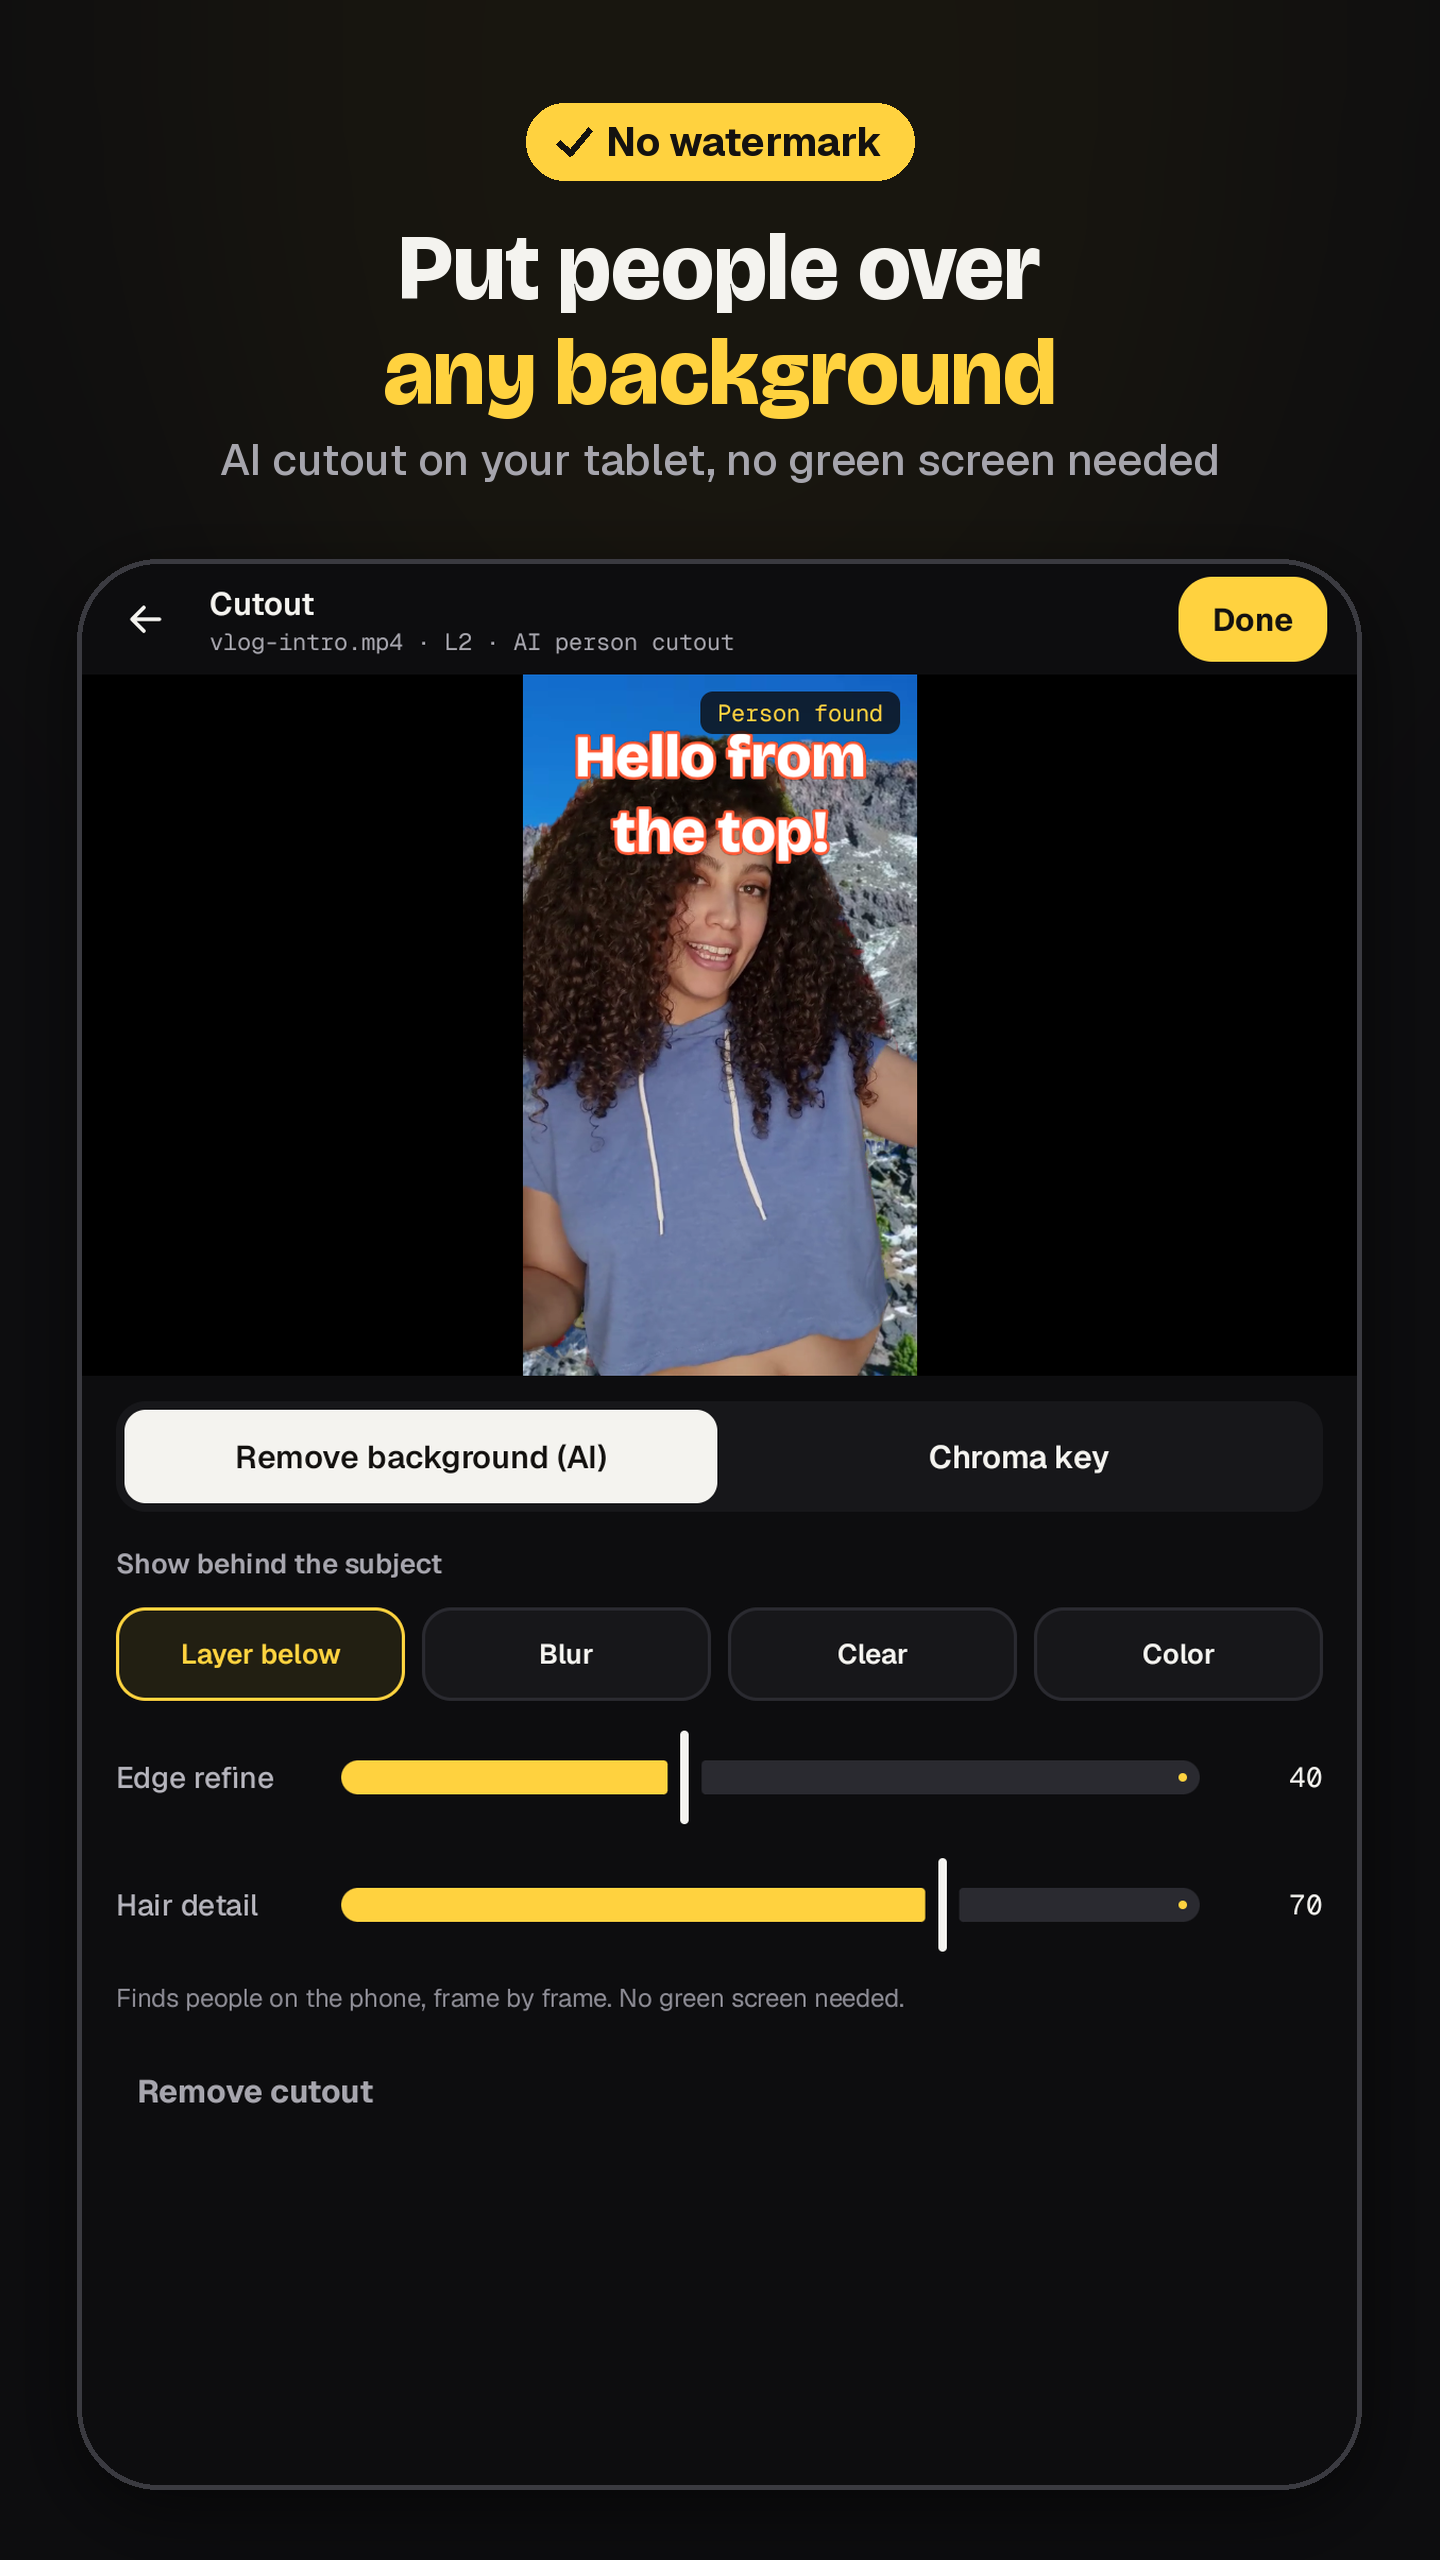 No watermark
Put people over
any background
AI cutout on your tablet, no green screen needed
Cutout
Done
vlog-intro.mp4 · L2 · AI person cutout
Person found
Hello from
the top!
Remove background (AI)
Chroma key
Show behind the subject
Layer below
Blur
Clear
Color
Edge refine
40
Hair detail
70
Finds people on the phone, frame by frame. No green screen needed.
Remove cutout